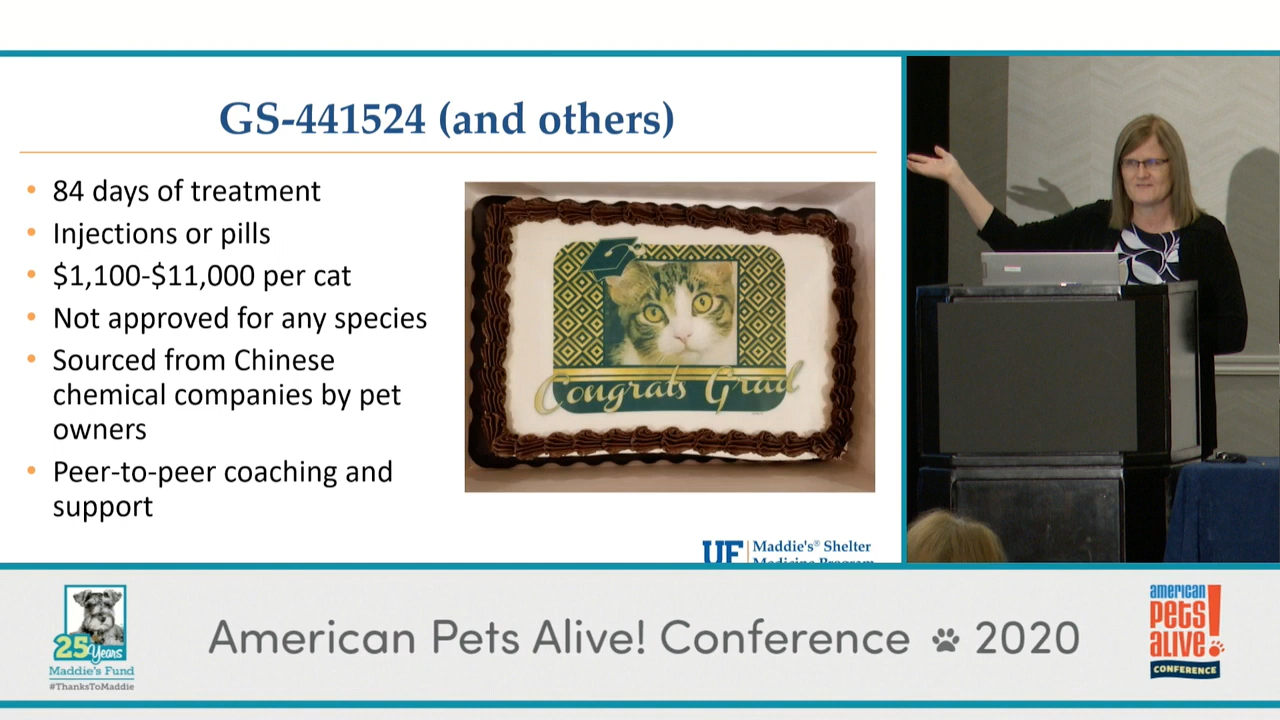 GS-441524 (and others)
• 84 days of treatment
• Injections or pills
• $1,100-$11,000 per cat
• Not approved for any species
• Sourced from Chinese
chemical companies by pet
owners
• Peer-to-peer coaching and
support
Congrats Grad
UF
Maddie's® Shelter
Medicine Program
25 Years
Maddie's Fund
#ThanksToMaddie
American Pets Alive! Conference 2020
american
pets
alive!
CONFERENCE